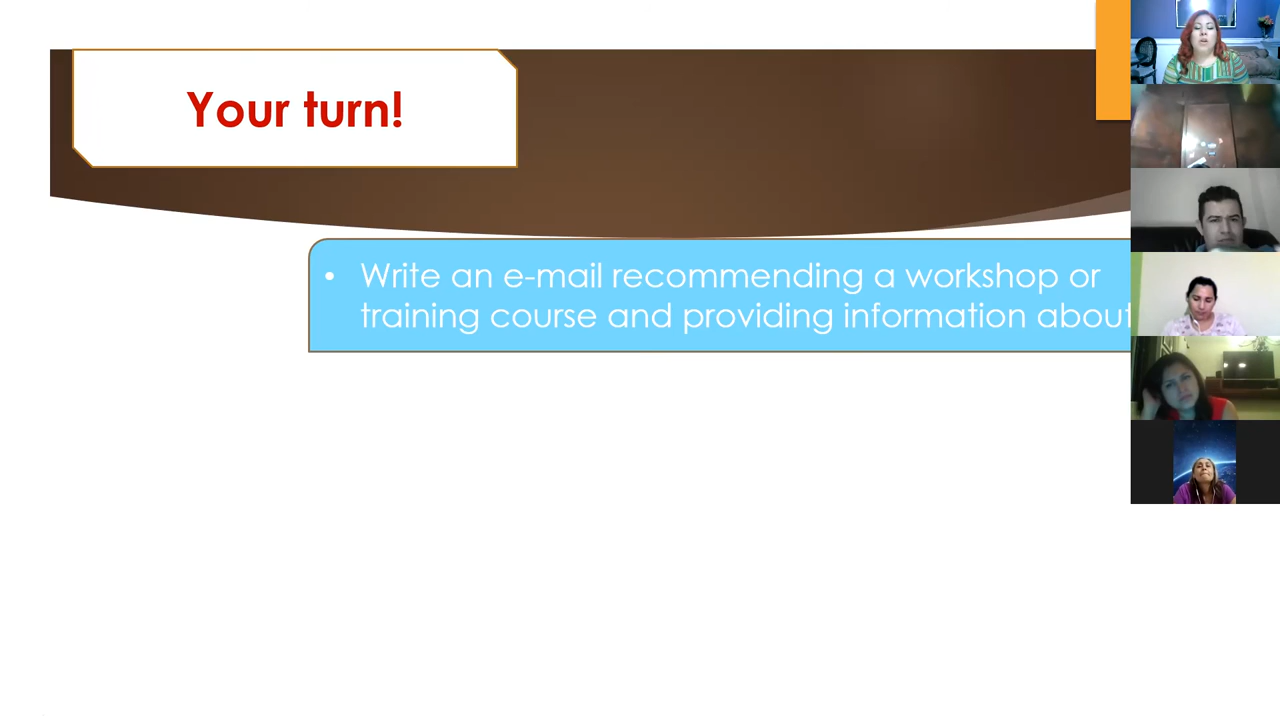 Your turn!
• Write an e-mail recommending a workshop or
training course and providing information about